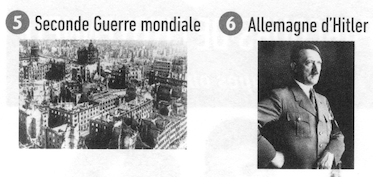 5 Seconde Guerre mondiale
6 Allemagne d'Hitler